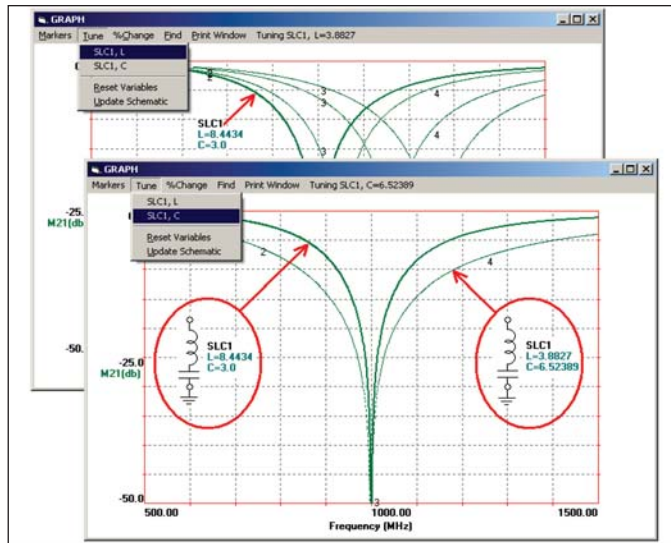 GRAPH
Markers Tune %Change Find Print Window Tuning SLC1, L=3.8827
SLC1, L
SLC1, C
Reset Variables
Update Schematic
3
3
4
4
3
SLC1
L=8.4434
C=3.0
-25.
M21(db
-50.
GRAPH
Markers Tune %Change Find Print Window Tuning SLC1, C=6.52389
SLC1, L
SLC1, C
Reset Variables
Update Schematic
2
4
SLC1
L=8.4434
C=3.0
SLC1
L=3.8827
C=6.52389
-25.0
M21(db)
-50.0
3
500.00 1000.00 1500.00
Frequency (MHz)